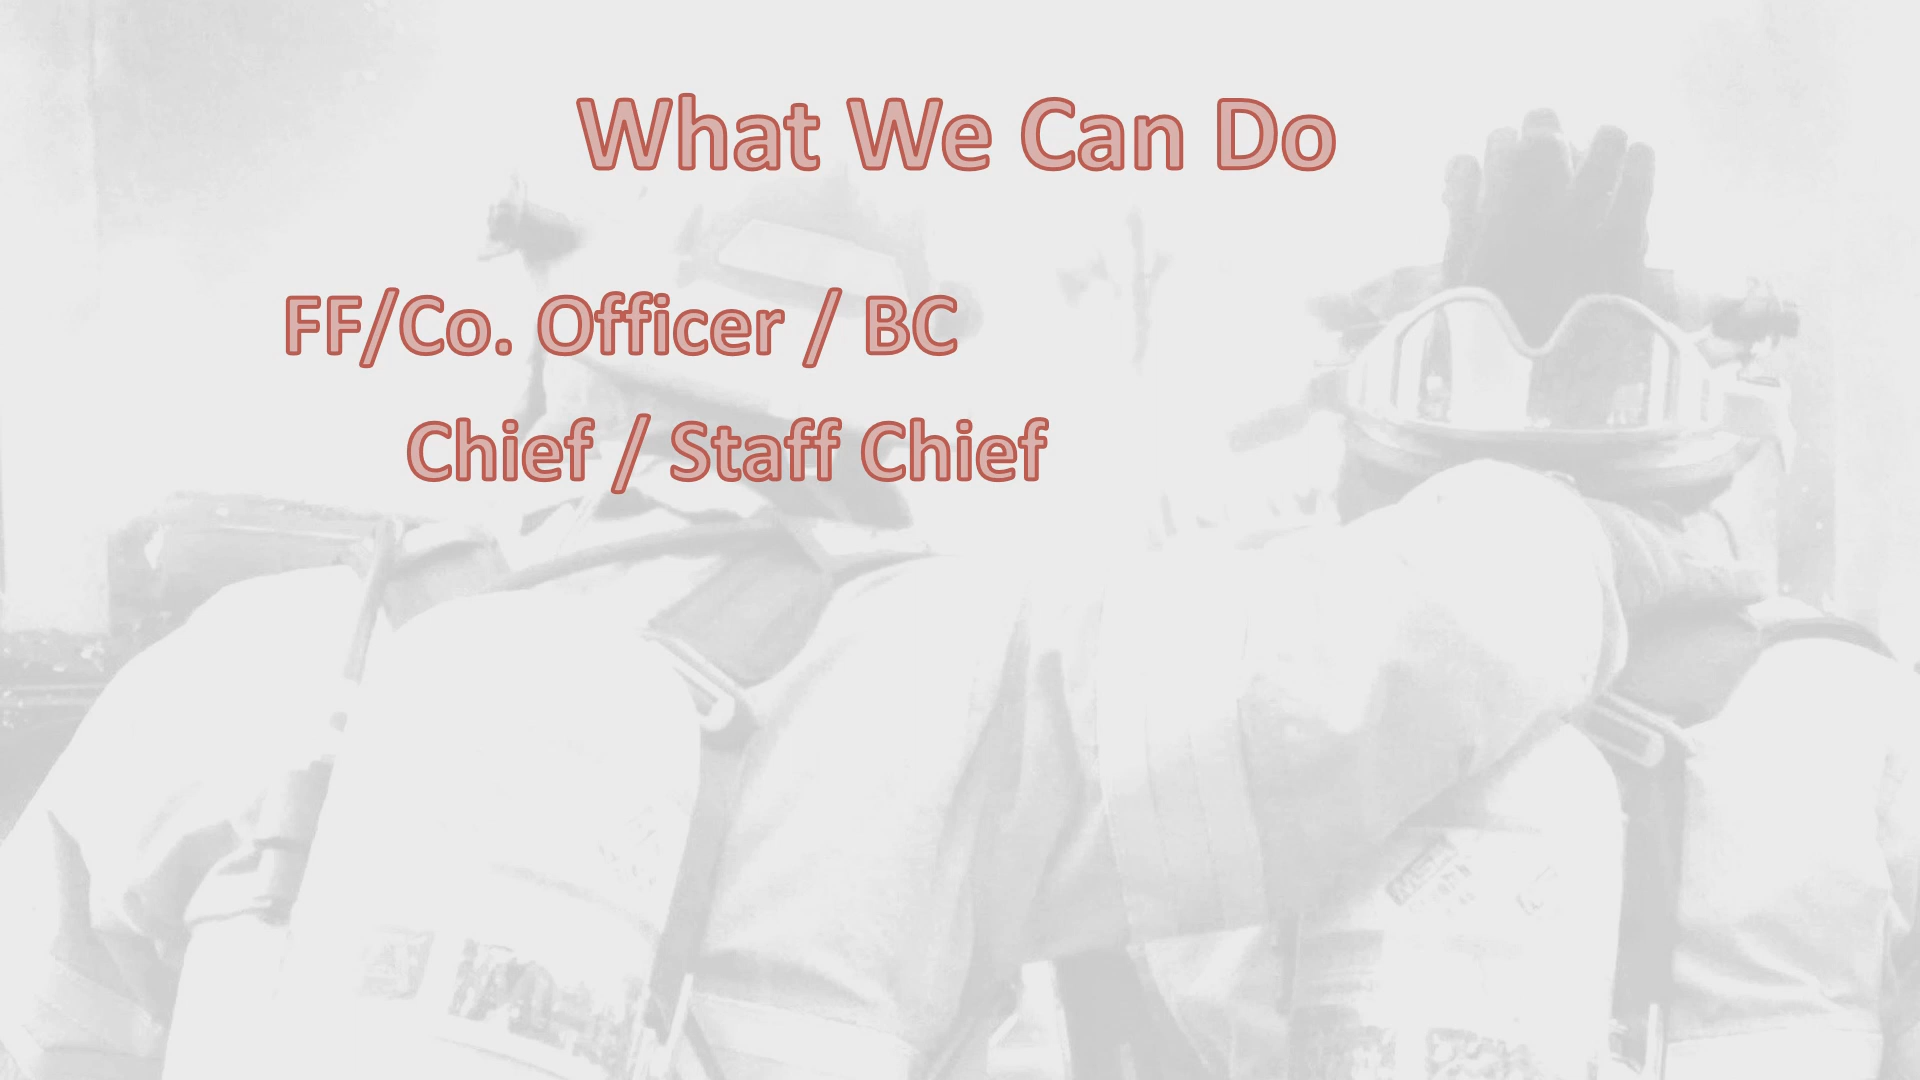 What We Can Do
FF/Co. Officer / BC
Chief / Staff Chief